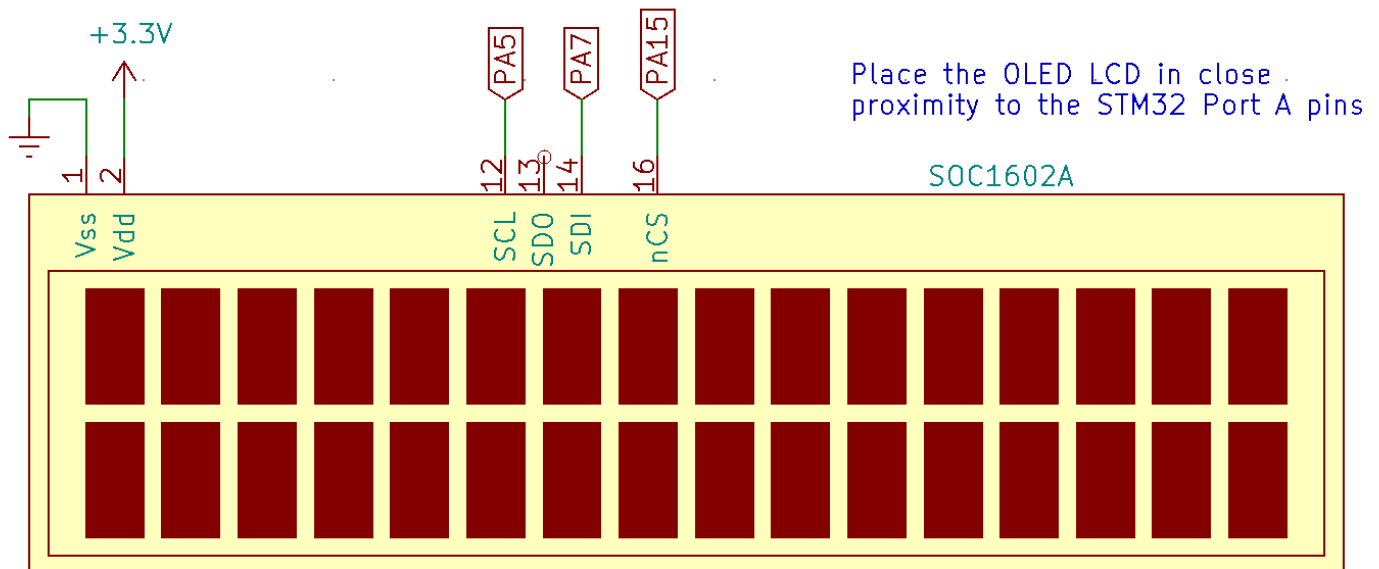 +3.3V
PA5
PA7
PA15
Place the OLED LCD in close
proximity to the STM32 Port A pins
1
2
12
13
14
16
SOC1602A
Vss
Vdd
SCL
SDO
SDI
nCS